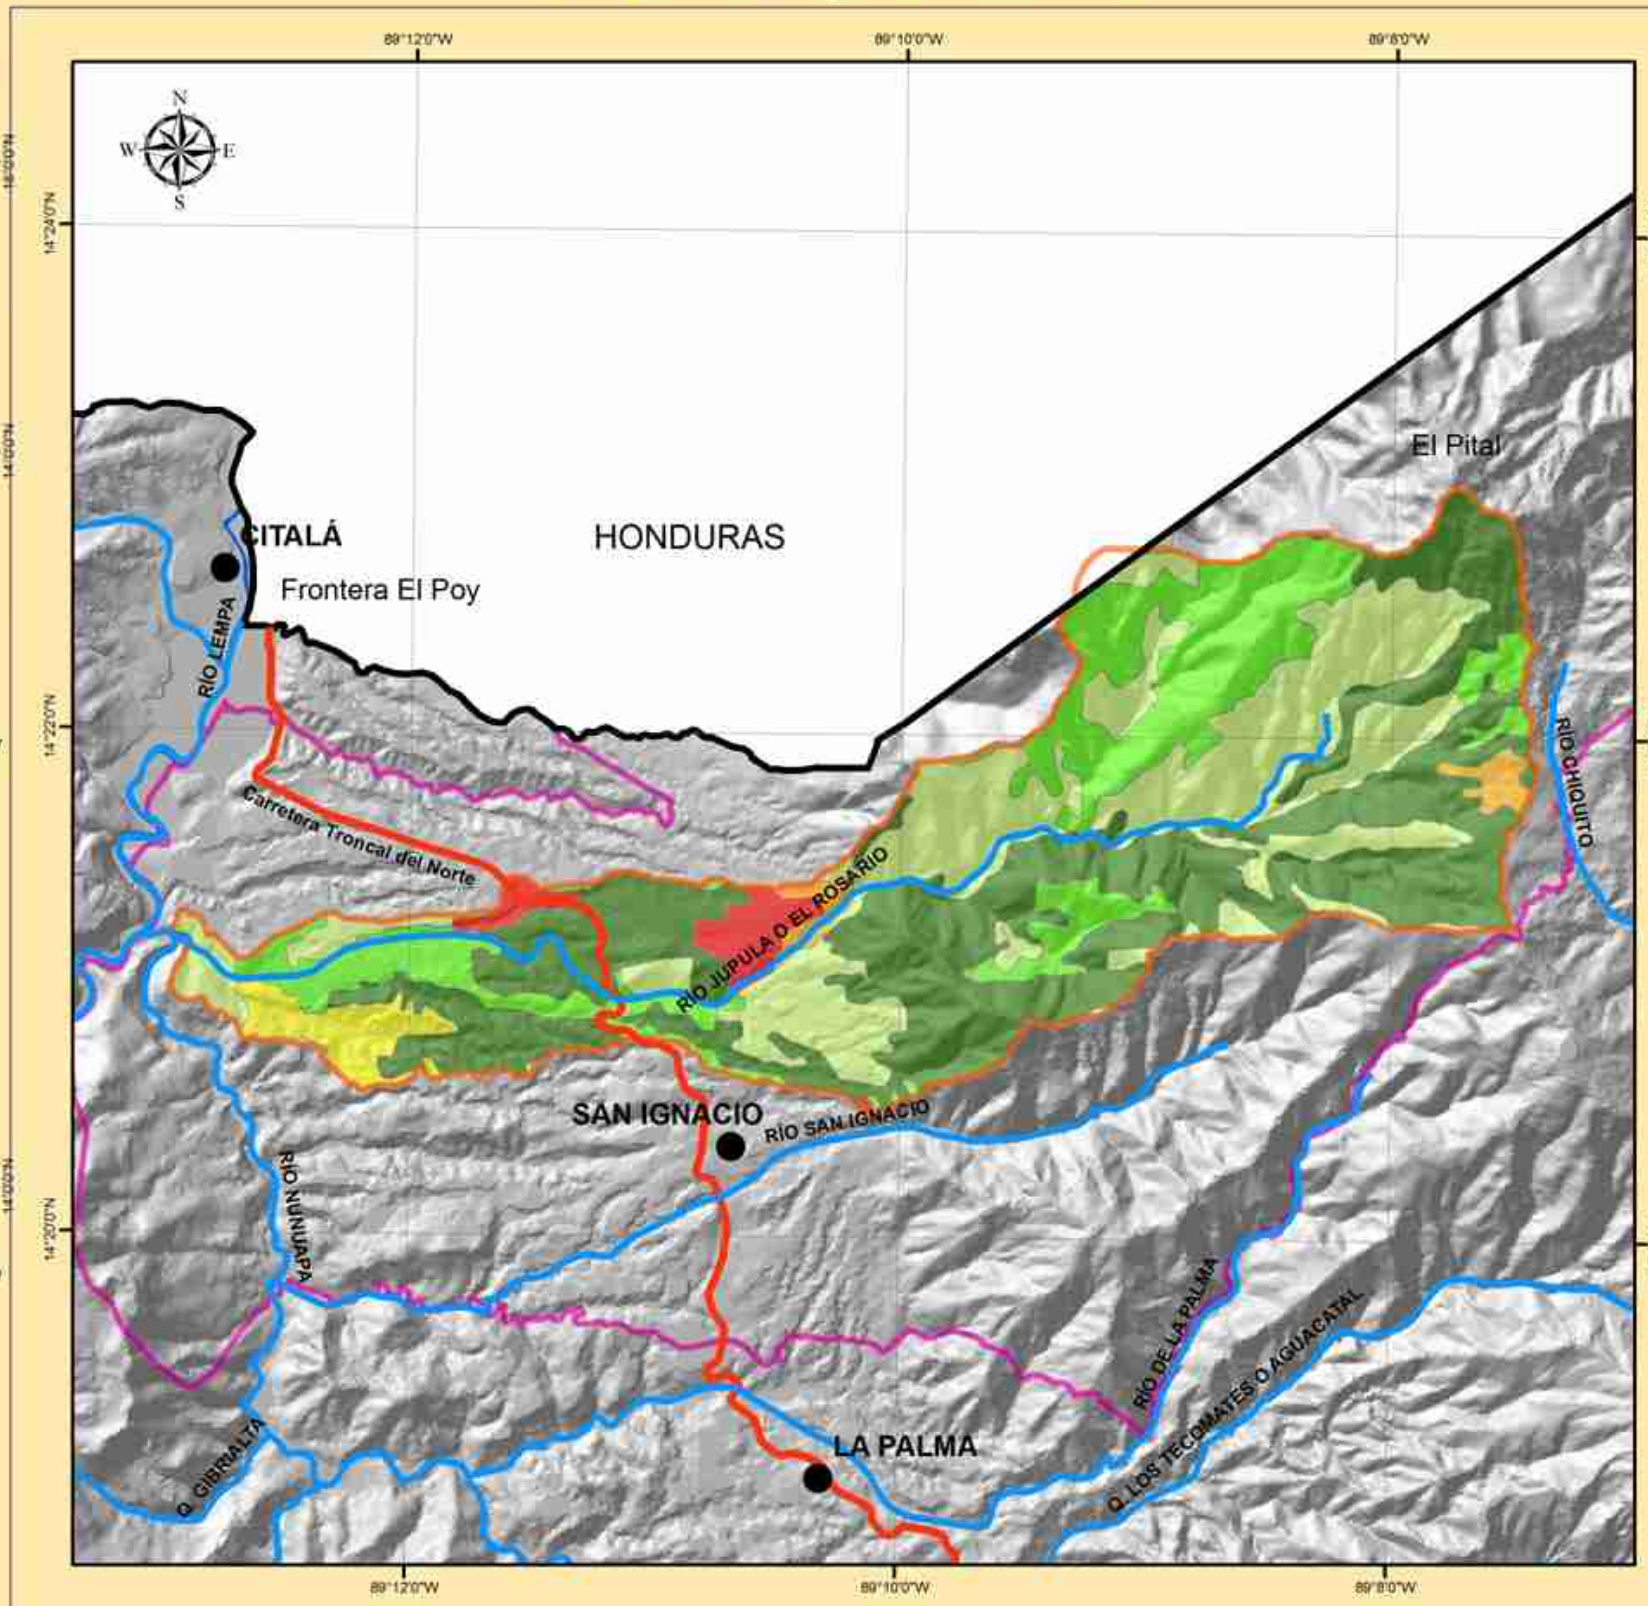 89°12'0"W
89°10'0"W
89°8'0"W
N
W
E
S
14°24'0"N
El Pital
CITALÁ
HONDURAS
Frontera El Poy
RÍO LEMPA
14°22'0"N
RÍO CHIQUITO
Carretera Troncal del Norte
RÍO JUPULA O EL ROSARIO
SAN IGNACIO
RÍO SAN IGNACIO
RÍO NUNUAPA
14°20'0"N
RÍO DE LA PALMA
Q. LOS TECOMATES O AGUACATAL
Q. GIBRIALTA
LA PALMA
89°12'0"W
89°10'0"W
89°8'0"W